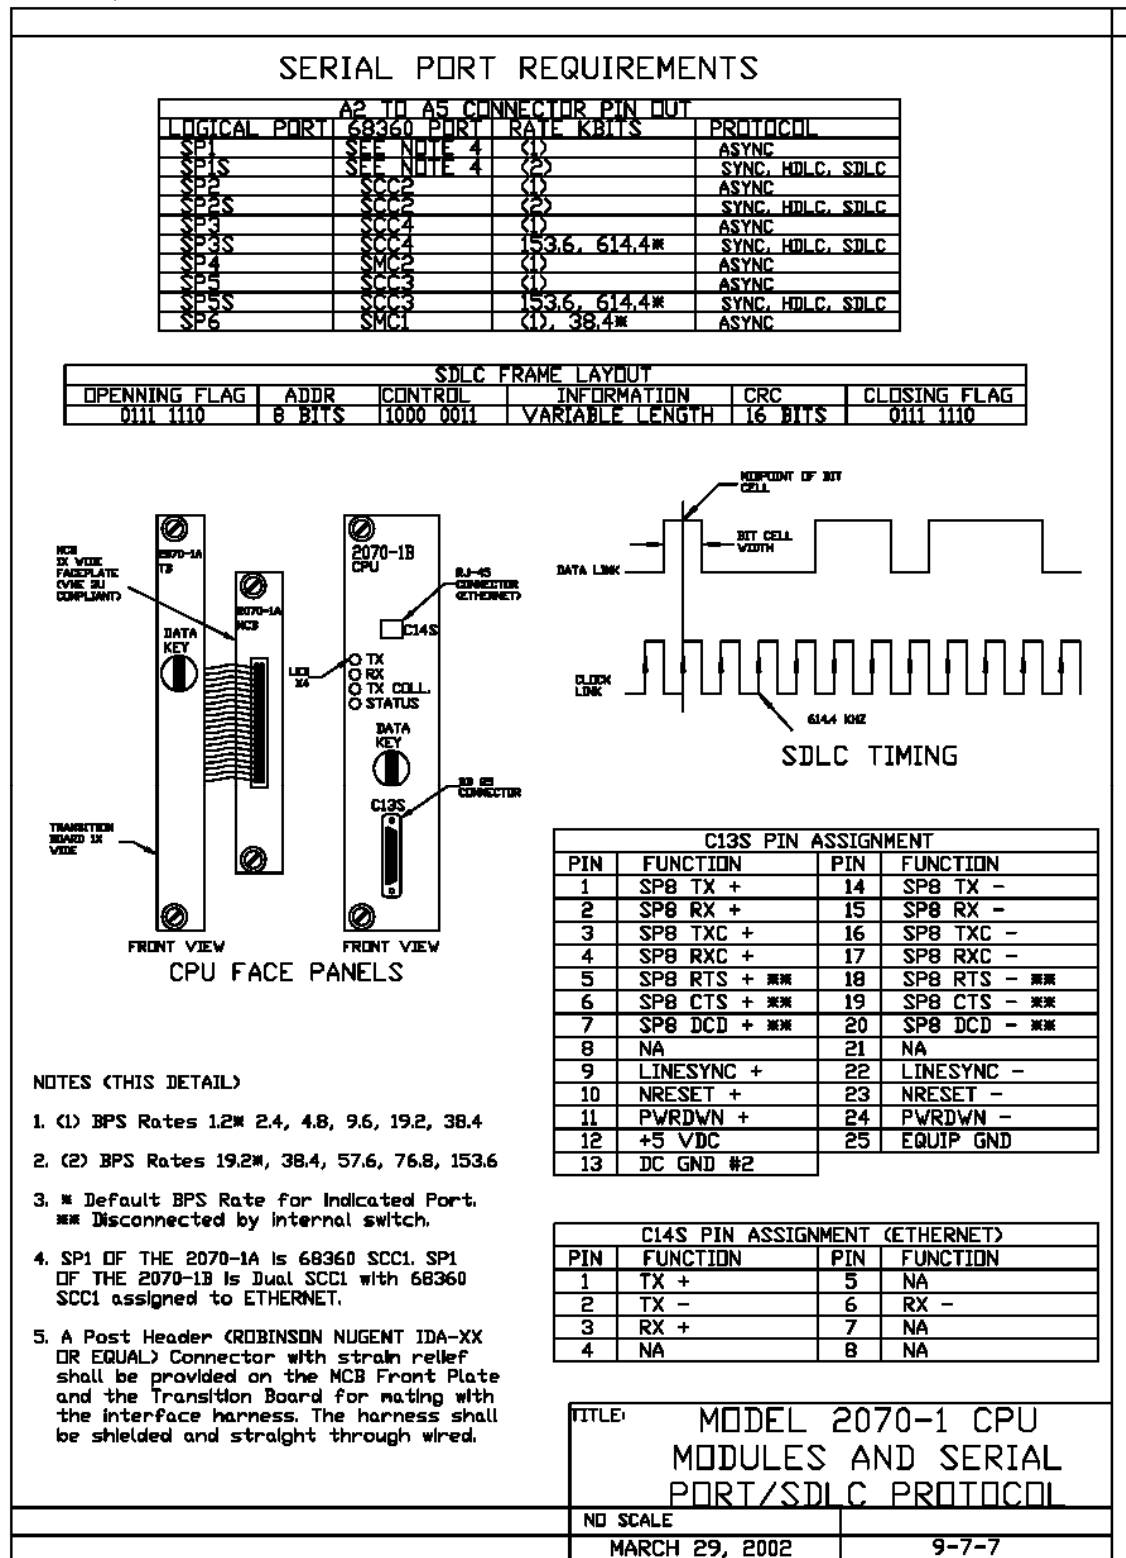 SERIAL PORT REQUIREMENTS
A2 TO A5 CONNECTOR PIN OUT
LOGICAL PORT 68360 PORT RATE KBITS PROTOCOL
SP1 SEE NOTE 4 (1) ASYNC
SP1S SEE NOTE 4 (2) SYNC, HDLC, SDLC
SP2 SCC2 (1) ASYNC
SP2S SCC2 (2) SYNC, HDLC, SDLC
SP3 SCC4 (1) ASYNC
SP3S SCC4 153.6, 614.4* SYNC, HDLC, SDLC
SP4 SMC2 (1) ASYNC
SP5 SCC3 (1) ASYNC
SP5S SCC3 153.6, 614.4* SYNC, HDLC, SDLC
SP6 SMC1 (1), 38.4* ASYNC
SDLC FRAME LAYOUT
OPENNING FLAG ADDR CONTROL INFORMATION CRC CLOSING FLAG
0111 1110 8 BITS 1000 0011 VARIABLE LENGTH 16 BITS 0111 1110
MCB
1X WIDE
FACEPLATE
(VME 3U
COMPLIANT)
2070-1A
TB
DATA
KEY
2070-1A
MCB
TRANSITION
BOARD 1X
WIDE
FRONT VIEW
2070-1B
CPU
RJ-45
CONNECTOR
(ETHERNET)
C14S
LED
X4
TX
RX
TX COLL.
STATUS
DATA
KEY
C13S
DB 25
CONNECTOR
FRONT VIEW
CPU FACE PANELS
MIDPOINT OF BIT
CELL
BIT CELL
WIDTH
DATA LINK
CLOCK
LINK
614.4 KHZ
SDLC TIMING
C13S PIN ASSIGNMENT
PIN FUNCTION PIN FUNCTION
1 SP8 TX + 14 SP8 TX -
2 SP8 RX + 15 SP8 RX -
3 SP8 TXC + 16 SP8 TXC -
4 SP8 RXC + 17 SP8 RXC -
5 SP8 RTS + ** 18 SP8 RTS - **
6 SP8 CTS + ** 19 SP8 CTS - **
7 SP8 DCD + ** 20 SP8 DCD - **
8 NA 21 NA
9 LINESYNC + 22 LINESYNC -
10 NRESET + 23 NRESET -
11 PWRDWN + 24 PWRDWN -
12 +5 VDC 25 EQUIP GND
13 DC GND #2
NOTES (THIS DETAIL)
1. (1) BPS Rates 1.2* 2.4, 4.8, 9.6, 19.2, 38.4
2. (2) BPS Rates 19.2*, 38.4, 57.6, 76.8, 153.6
3. * Default BPS Rate for Indicated Port.
** Disconnected by internal switch.
4. SP1 OF THE 2070-1A is 68360 SCC1. SP1
OF THE 2070-1B is Dual SCC1 with 68360
SCC1 assigned to ETHERNET.
5. A Post Header (ROBINSON NUGENT IDA-XX
OR EQUAL) Connector with strain relief
shall be provided on the MCB Front Plate
and the Transition Board for mating with
the interface harness. The harness shall
be shielded and straight through wired.
C14S PIN ASSIGNMENT (ETHERNET)
PIN FUNCTION PIN FUNCTION
1 TX + 5 NA
2 TX - 6 RX -
3 RX + 7 NA
4 NA 8 NA
TITLE:
MODEL 2070-1 CPU
MODULES AND SERIAL
PORT/SDLC PROTOCOL
NO SCALE
MARCH 29, 2002 9-7-7